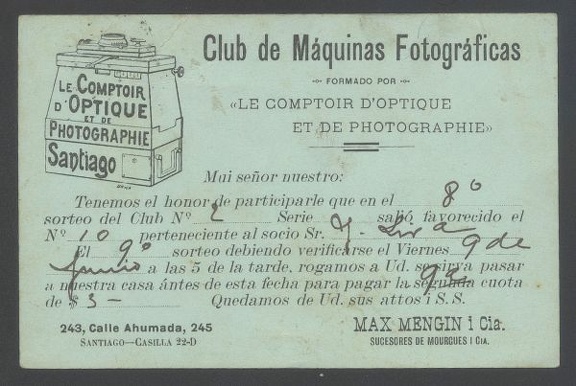 Club de Máquinas Fotográficas
FORMADO POR
«LE COMPTOIR D'OPTIQUE
ET DE PHOTOGRAPHIE»
LE COMPTOIR
D'OPTIQUE
ET DE
PHOTOGRAPHIE
Santiago
Mui señor nuestro:
Tenemos el honor de participarle que en el 8º
sorteo del Club Nº 2 Serie salió favorecido el
Nº 10 perteneciente al socio Sr. J.
El 9º sorteo debiendo verificarse el Viernes 9 de
Junio a las 5 de la tarde, rogamos a Ud. se sirva pasar
a nuestra casa ántes de esta fecha para pagar la segunda 9a cuota
de $ 3- Quedamos de Ud. sus attos i S.S.
243, Calle Ahumada, 245
SANTIAGO—CASILLA 22-D
MAX MENGIN i Cia.
SUCESORES DE MOURGUES I CIA.